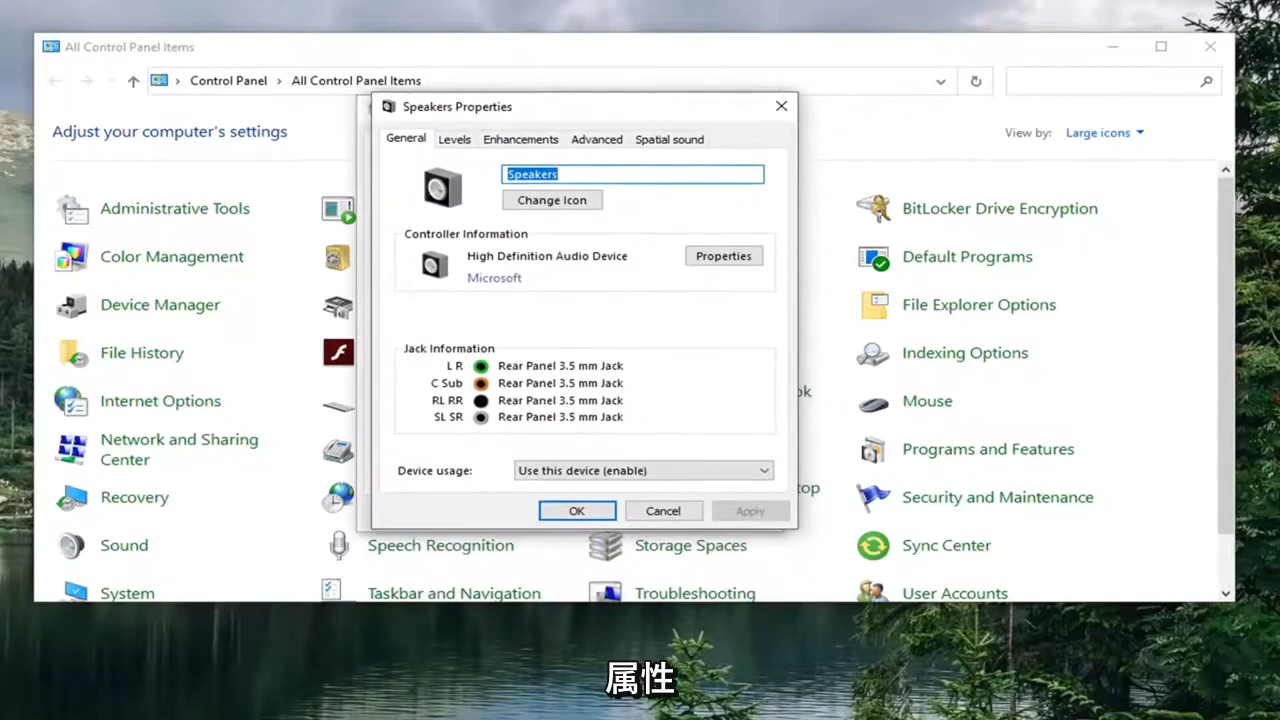 All Control Panel Items
Control Panel > All Control Panel Items
Adjust your computer's settings
View by: Large icons
Speakers Properties
General Levels Enhancements Advanced Spatial sound
Speakers
Change Icon
Controller Information
High Definition Audio Device
Properties
Microsoft
Jack Information
L R Rear Panel 3.5 mm Jack
C Sub Rear Panel 3.5 mm Jack
RL RR Rear Panel 3.5 mm Jack
SL SR Rear Panel 3.5 mm Jack
Device usage: Use this device (enable)
OK Cancel Apply
Administrative Tools
BitLocker Drive Encryption
Color Management
Default Programs
Device Manager
File Explorer Options
File History
Indexing Options
Internet Options
ok
Mouse
Network and Sharing
Center
Programs and Features
Recovery
top
Security and Maintenance
Sound
Speech Recognition
Storage Spaces
Sync Center
System
Taskbar and Navigation
Troubleshooting
User Accounts
属性